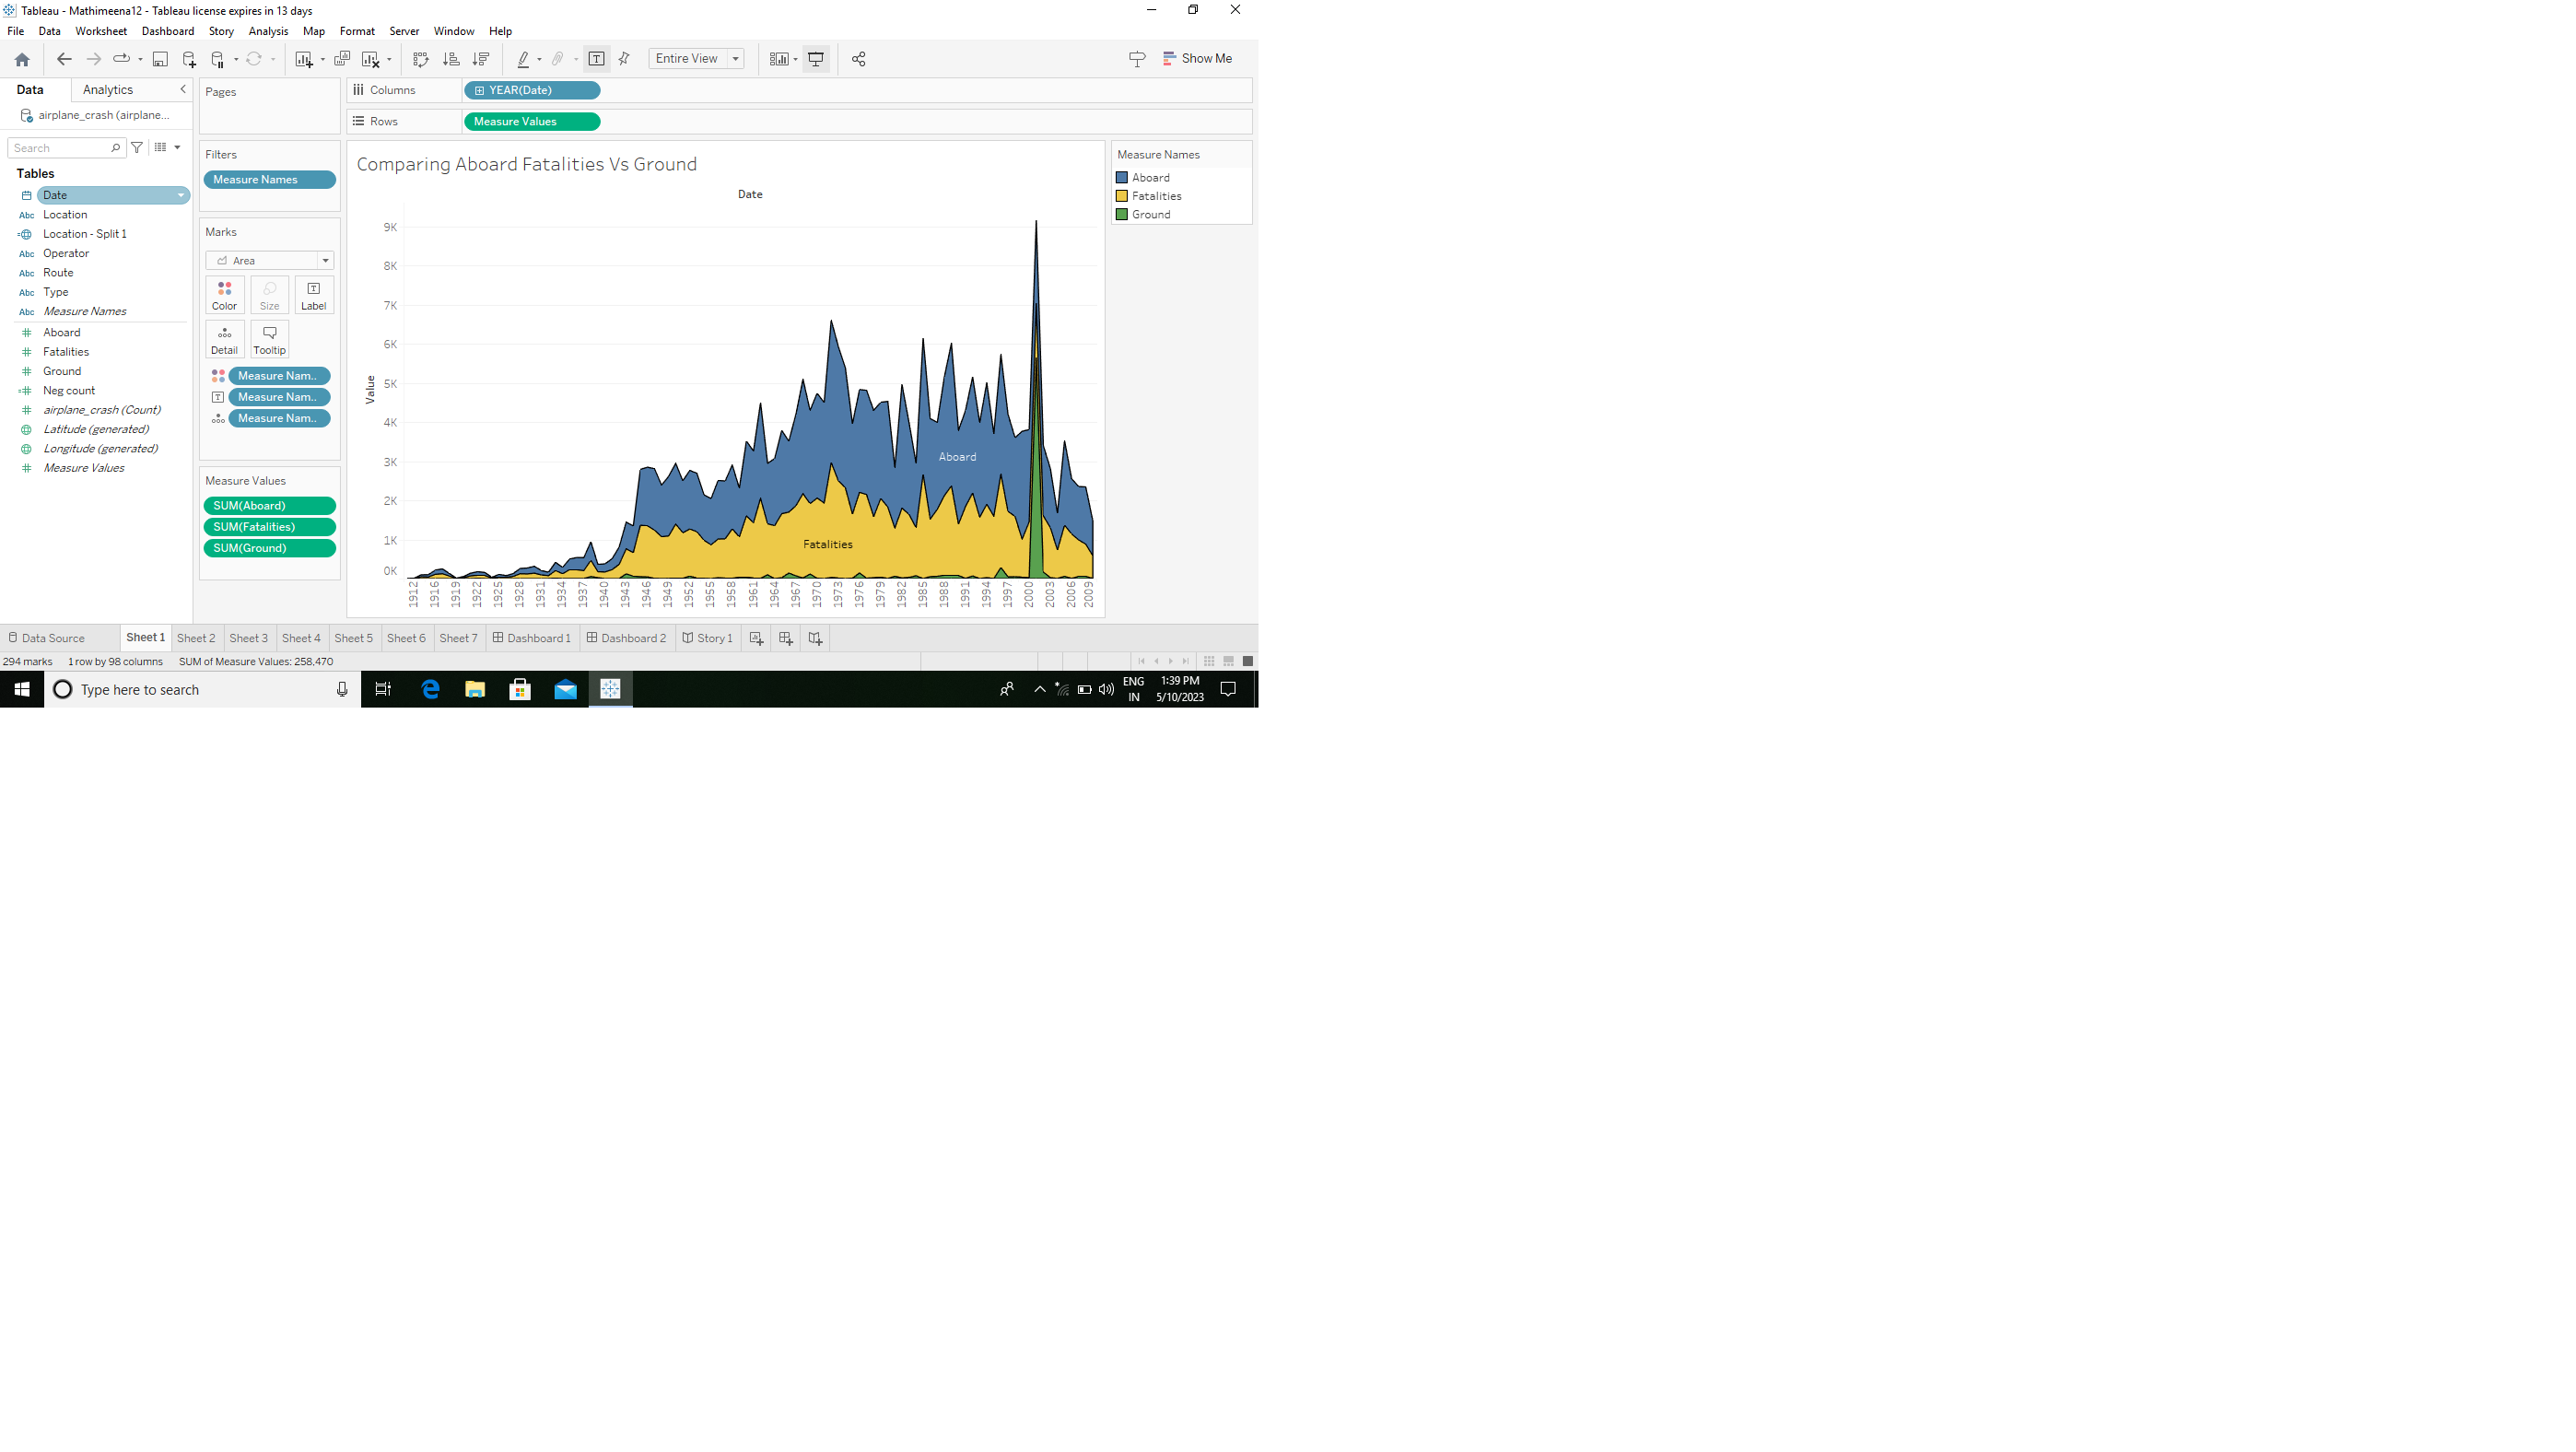 Tableau - Mathimeena12 - Tableau license expires in 13 days
File Data Worksheet Dashboard Story Analysis Map Format Server Window Help
Entire View
Show Me
Data Analytics
airplane_crash (airplane...
Search
Tables
Date
Abc Location
Location - Split 1
Abc Operator
Abc Route
Abc Type
Abc Measure Names
Aboard
Fatalities
Ground
Neg count
airplane_crash (Count)
Latitude (generated)
Longitude (generated)
Measure Values
Pages
Filters
Measure Names
Marks
Area
Color Size Label
Detail Tooltip
Measure Nam..
Measure Nam..
Measure Nam..
Measure Values
SUM(Aboard)
SUM(Fatalities)
SUM(Ground)
Columns YEAR(Date)
Rows Measure Values
Comparing Aboard Fatalities Vs Ground
Date
Value
9K
8K
7K
6K
5K
4K
3K
2K
1K
0K
Aboard
Fatalities
1912 1916 1919 1922 1925 1928 1931 1934 1937 1940 1943 1946 1949 1952 1955 1958 1961 1964 1967 1970 1973 1976 1979 1982 1985 1988 1991 1994 1997 2000 2003 2006 2009
Measure Names
Aboard
Fatalities
Ground
Data Source Sheet 1 Sheet 2 Sheet 3 Sheet 4 Sheet 5 Sheet 6 Sheet 7 Dashboard 1 Dashboard 2 Story 1
294 marks 1 row by 98 columns SUM of Measure Values: 258,470
Type here to search
ENG
IN
1:39 PM
5/10/2023